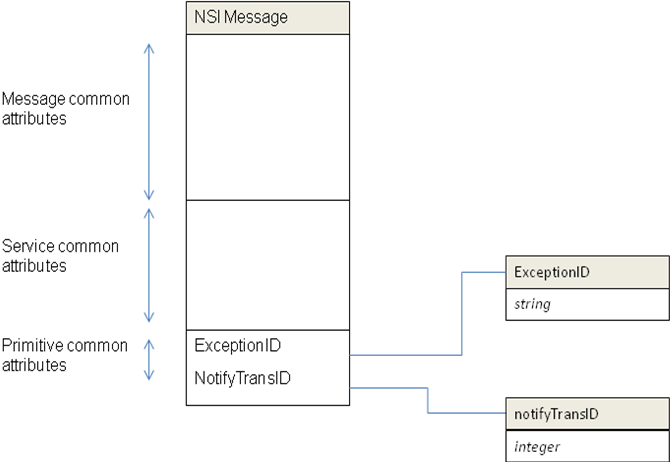 NSI Message
Message common
attributes
Service common
attributes
Primitive common
attributes
ExceptionID
NotifyTransID
ExceptionID
string
notifyTransID
integer